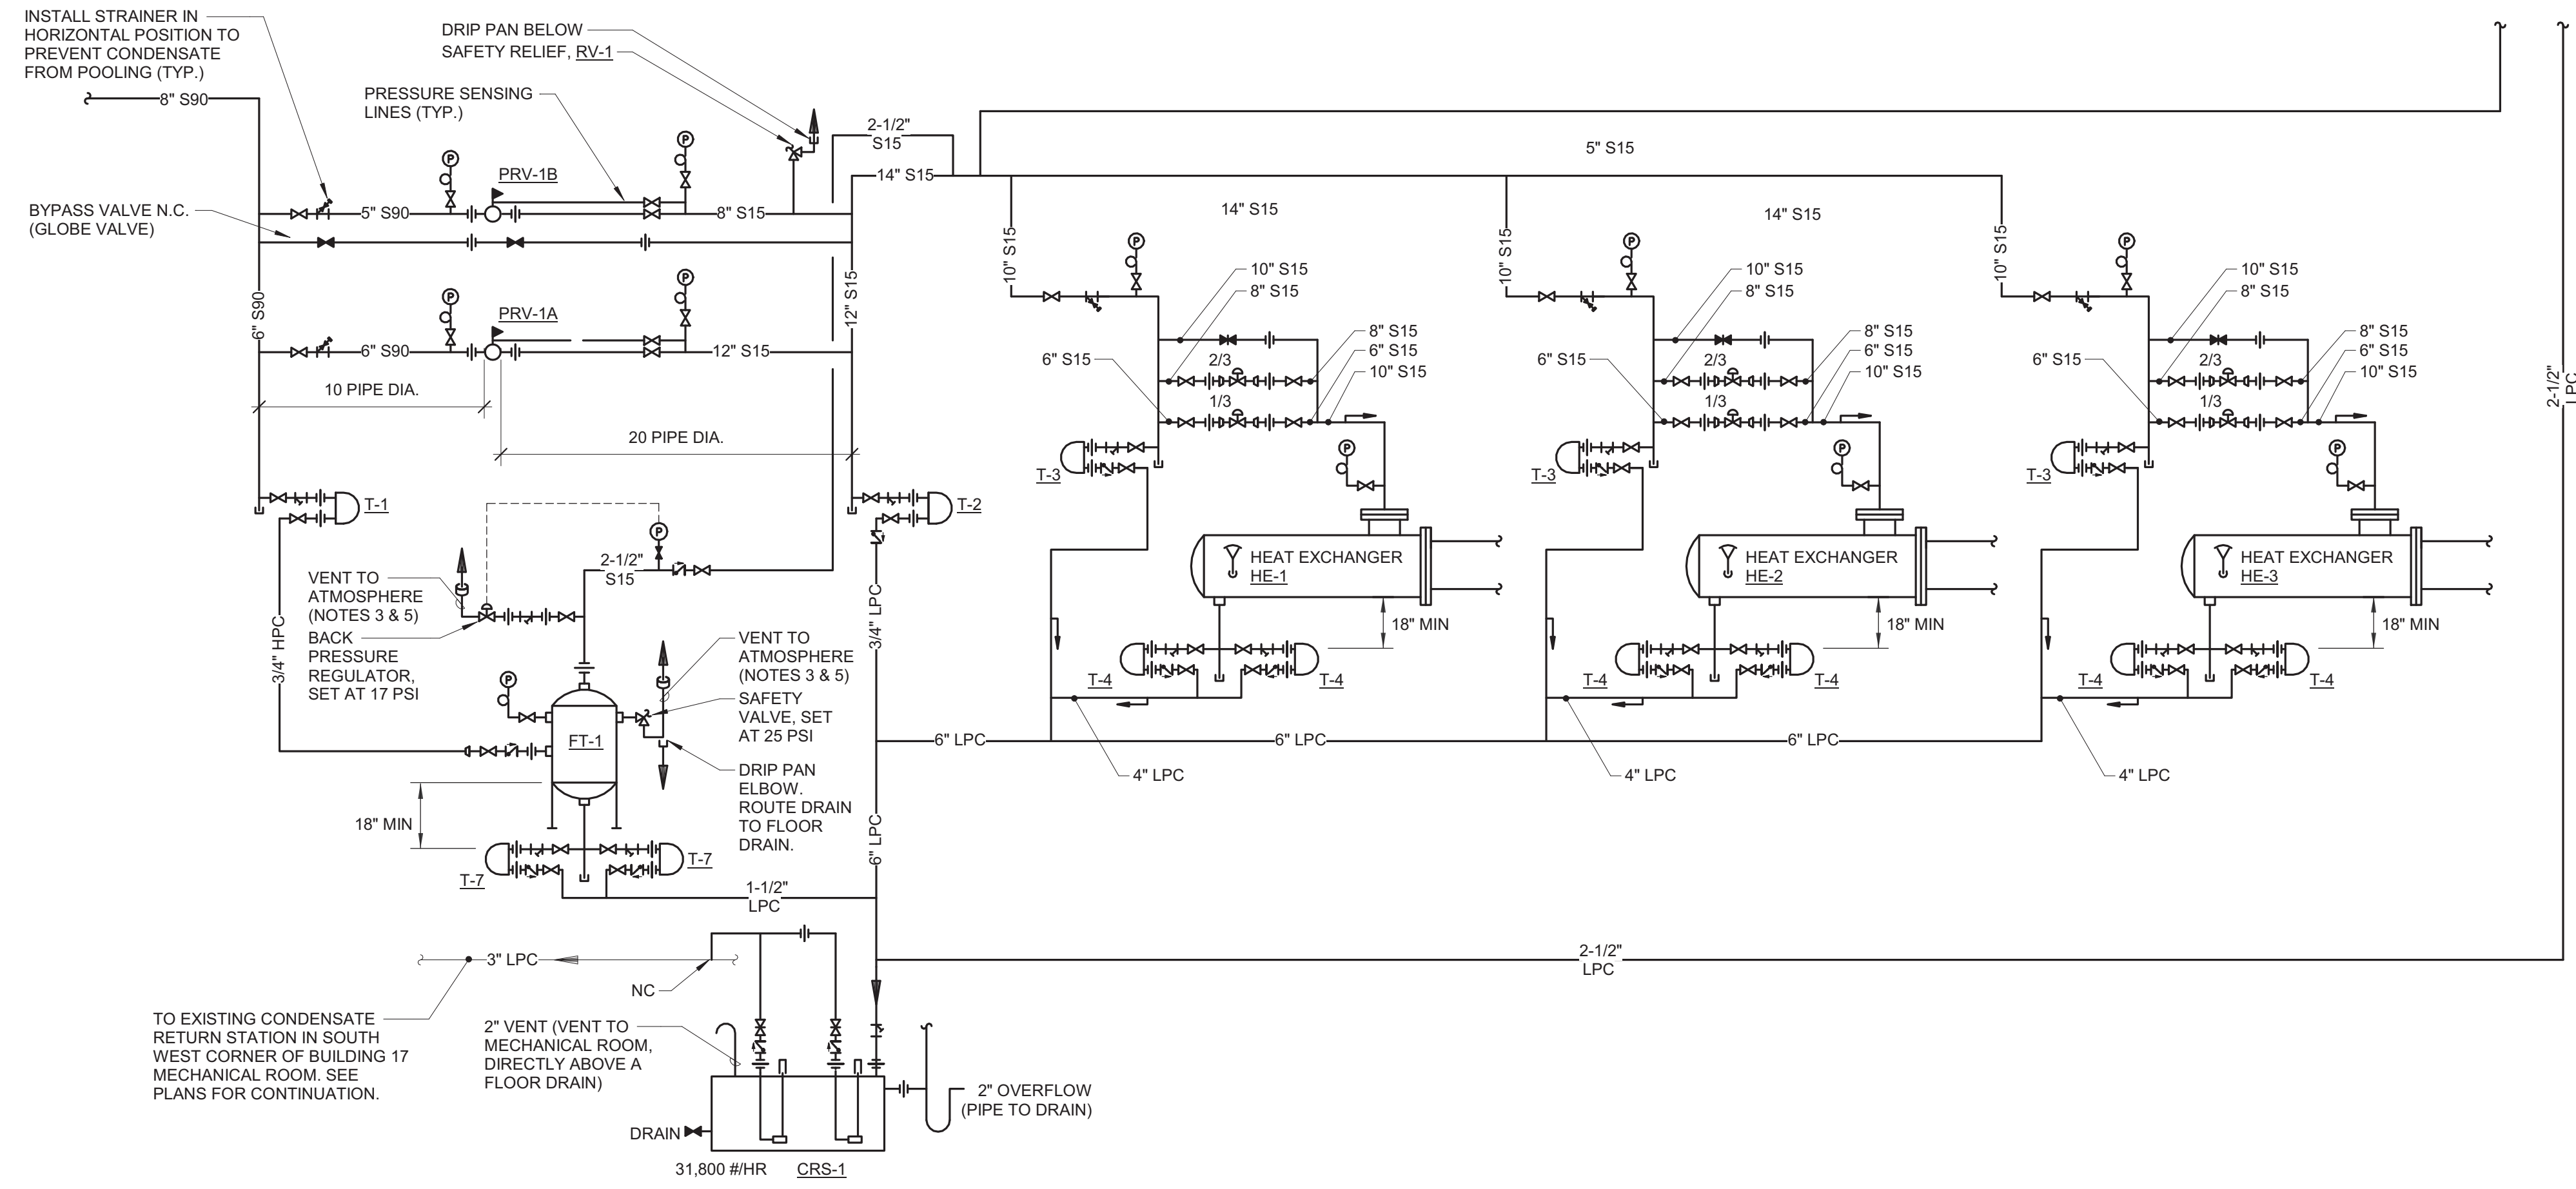 INSTALL STRAINER IN
HORIZONTAL POSITION TO
PREVENT CONDENSATE
FROM POOLING (TYP.)
8" S90
DRIP PAN BELOW
SAFETY RELIEF, RV-1
PRESSURE SENSING
LINES (TYP.)
BYPASS VALVE N.C.
(GLOBE VALVE)
P
P
PRV-1B
5" S90
8" S15
2-1/2"
S15
14" S15
5" S15
6" S90
P
P
PRV-1A
6" S90
12" S15
12" S15
10 PIPE DIA.
20 PIPE DIA.
T-1
T-2
3/4" HPC
P
2-1/2"
S15
3/4" LPC
VENT TO
ATMOSPHERE
(NOTES 3 & 5)
BACK
PRESSURE
REGULATOR,
SET AT 17 PSI
P
FT-1
VENT TO
ATMOSPHERE
(NOTES 3 & 5)
SAFETY
VALVE, SET
AT 25 PSI
DRIP PAN
ELBOW.
ROUTE DRAIN
TO FLOOR
DRAIN.
18" MIN
T-7
T-7
6" LPC
1-1/2"
LPC
14" S15
10" S15
P
10" S15
8" S15
8" S15
6" S15
10" S15
6" S15
2/3
1/3
T-3
P
HEAT EXCHANGER
HE-1
18" MIN
T-4
T-4
6" LPC
4" LPC
14" S15
10" S15
P
10" S15
8" S15
8" S15
6" S15
10" S15
6" S15
2/3
1/3
T-3
P
HEAT EXCHANGER
HE-2
18" MIN
T-4
T-4
6" LPC
4" LPC
10" S15
P
10" S15
8" S15
8" S15
6" S15
10" S15
6" S15
2/3
1/3
T-3
P
HEAT EXCHANGER
HE-3
18" MIN
T-4
T-4
6" LPC
4" LPC
2-1/2"
LPC
2-1/2"
LPC
3" LPC
NC
TO EXISTING CONDENSATE
RETURN STATION IN SOUTH
WEST CORNER OF BUILDING 17
MECHANICAL ROOM. SEE
PLANS FOR CONTINUATION.
2" VENT (VENT TO
MECHANICAL ROOM,
DIRECTLY ABOVE A
FLOOR DRAIN)
2" OVERFLOW
(PIPE TO DRAIN)
DRAIN
31,800 #/HR
CRS-1